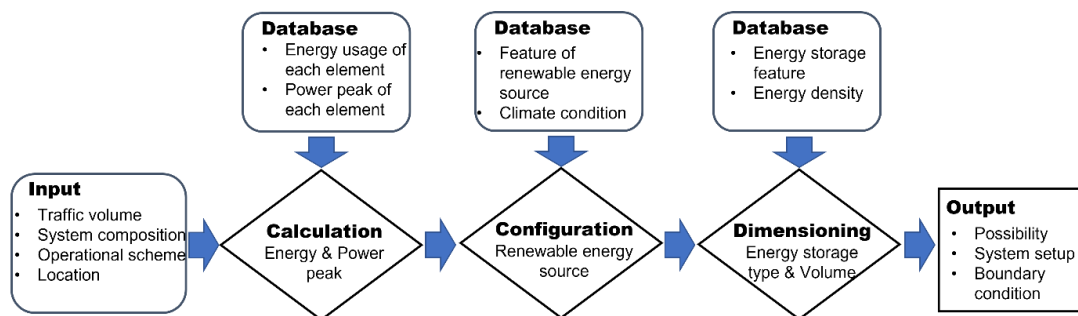 Database
• Energy usage of
each element
• Power peak of
each element
Database
• Feature of
renewable energy
source
• Climate condition
Database
• Energy storage
feature
• Energy density
Input
• Traffic volume
• System composition
• Operational scheme
• Location
Calculation
Energy & Power
peak
Configuration
Renewable energy
source
Dimensioning
Energy storage
type & Volume
Output
• Possibility
• System setup
• Boundary
condition